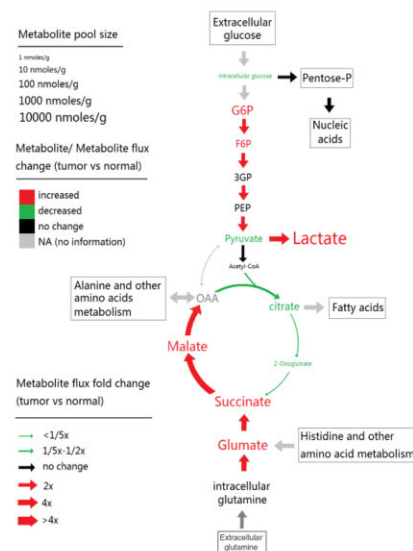 Metabolite pool size
1 nmoles/g
10 nmoles/g
100 nmoles/g
1000 nmoles/g
10000 nmoles/g
Metabolite/ Metabolite flux
change (tumor vs normal)
increased
decreased
no change
NA (no information)
Metabolite flux fold change
(tumor vs normal)
<1/5x
1/5x-1/2x
no change
2x
4x
>4x
Extracellular
glucose
intracellular glucose
Pentose-P
Nucleic
acids
G6P
F6P
3GP
PEP
Pyruvate
Lactate
Acetyl-CoA
Alanine and other
amino acids
metabolism
OAA
citrate
Fatty acids
Malate
2-Oxoglutrate
Succinate
Glumate
Histidine and other
amino acid metabolism
intracellular
glutamine
Extracellular
glutamine